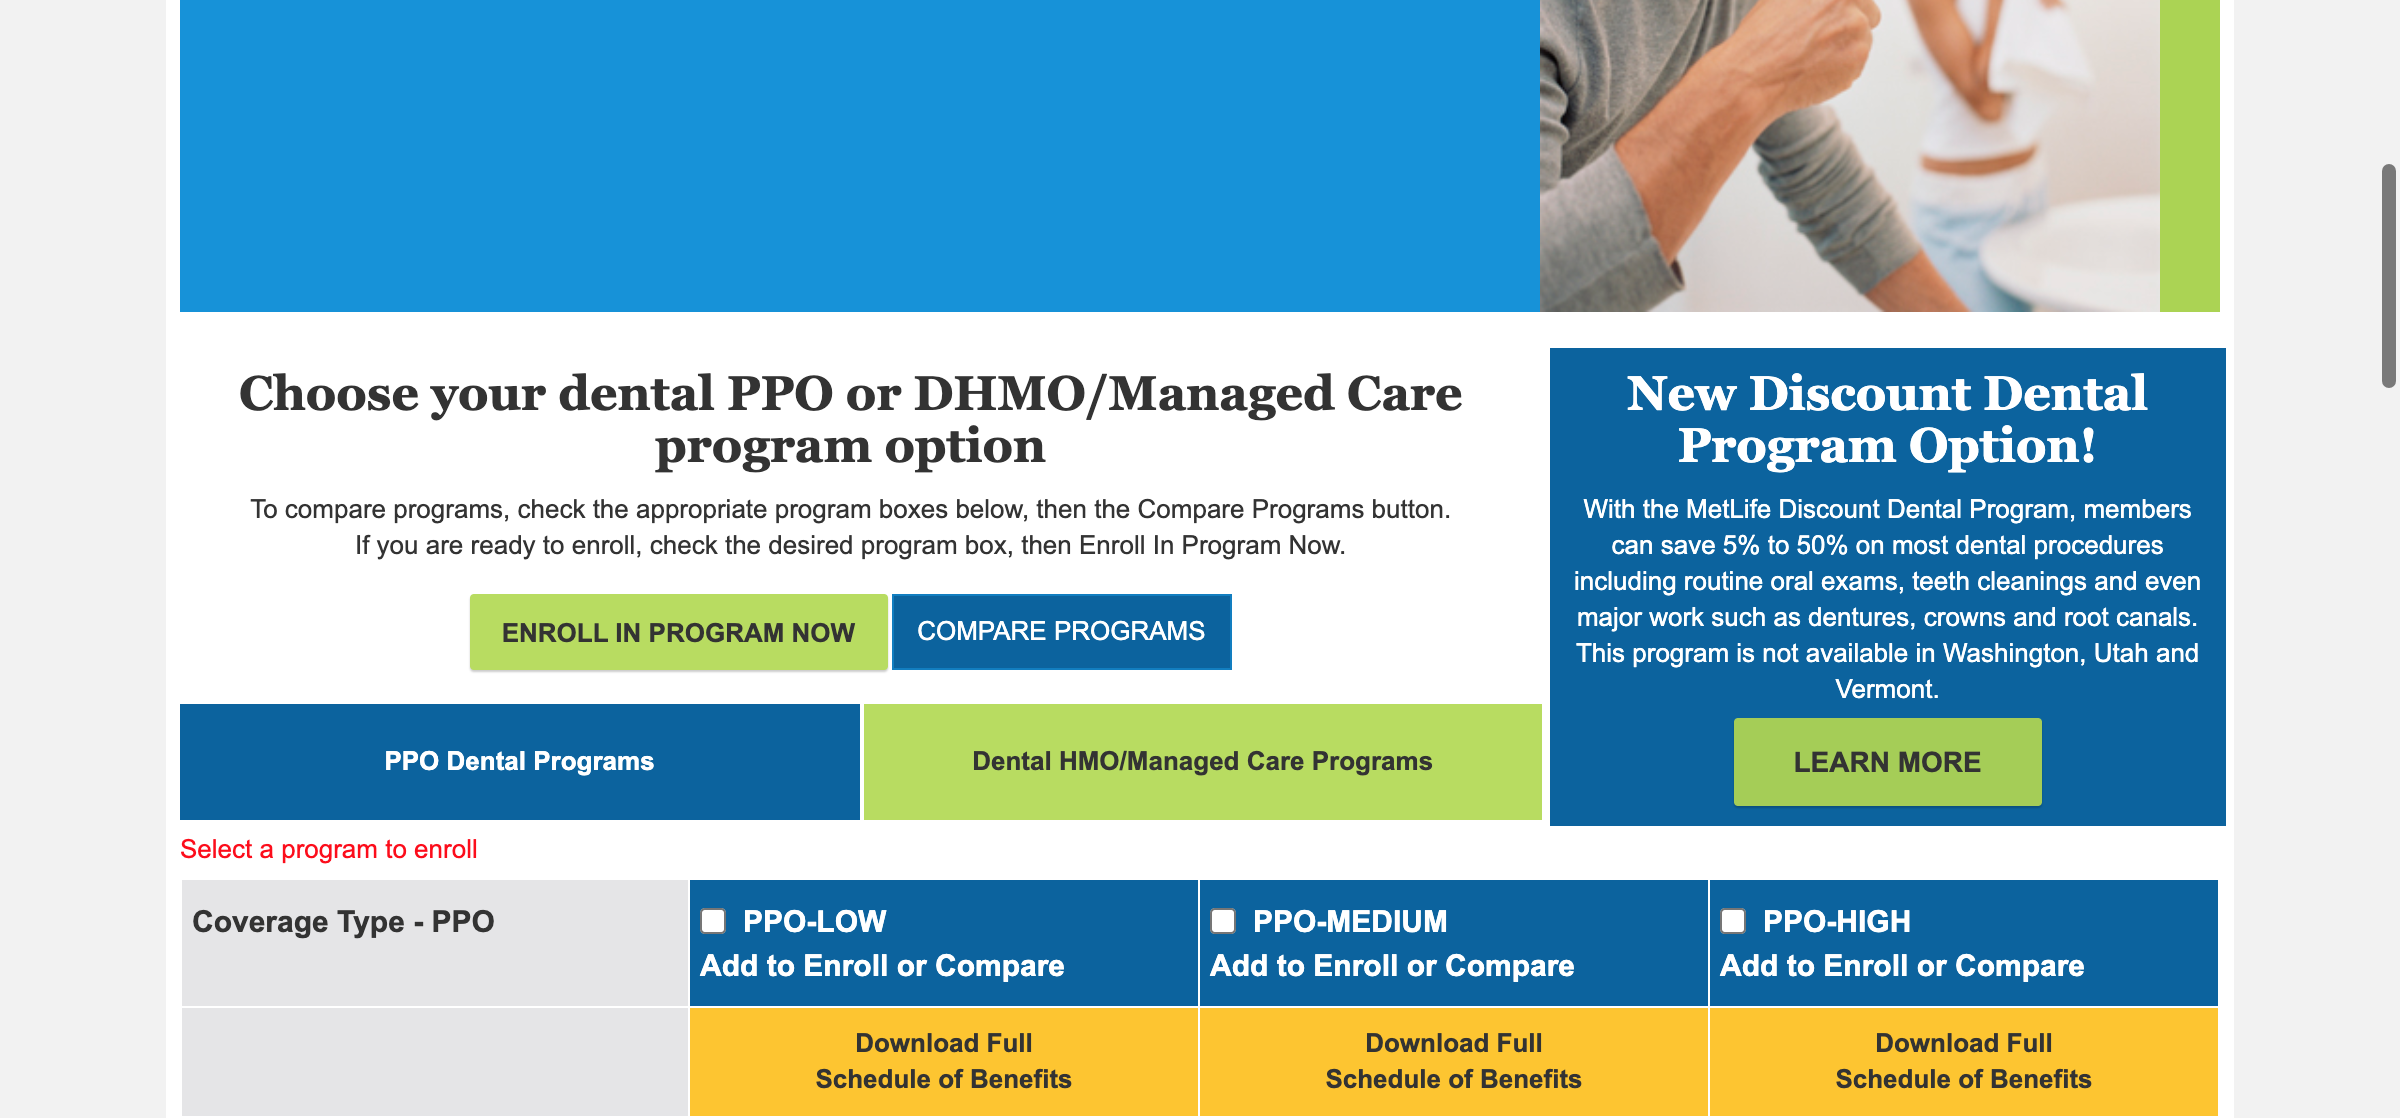 Choose your dental PPO or DHMO/Managed Care
program option
To compare programs, check the appropriate program boxes below, then the Compare Programs button.
If you are ready to enroll, check the desired program box, then Enroll In Program Now.
ENROLL IN PROGRAM NOW
COMPARE PROGRAMS
New Discount Dental
Program Option!
With the MetLife Discount Dental Program, members
can save 5% to 50% on most dental procedures
including routine oral exams, teeth cleanings and even
major work such as dentures, crowns and root canals.
This program is not available in Washington, Utah and
Vermont.
LEARN MORE
PPO Dental Programs
Dental HMO/Managed Care Programs
Select a program to enroll
Coverage Type - PPO
PPO-LOW
Add to Enroll or Compare
PPO-MEDIUM
Add to Enroll or Compare
PPO-HIGH
Add to Enroll or Compare
Download Full
Schedule of Benefits
Download Full
Schedule of Benefits
Download Full
Schedule of Benefits